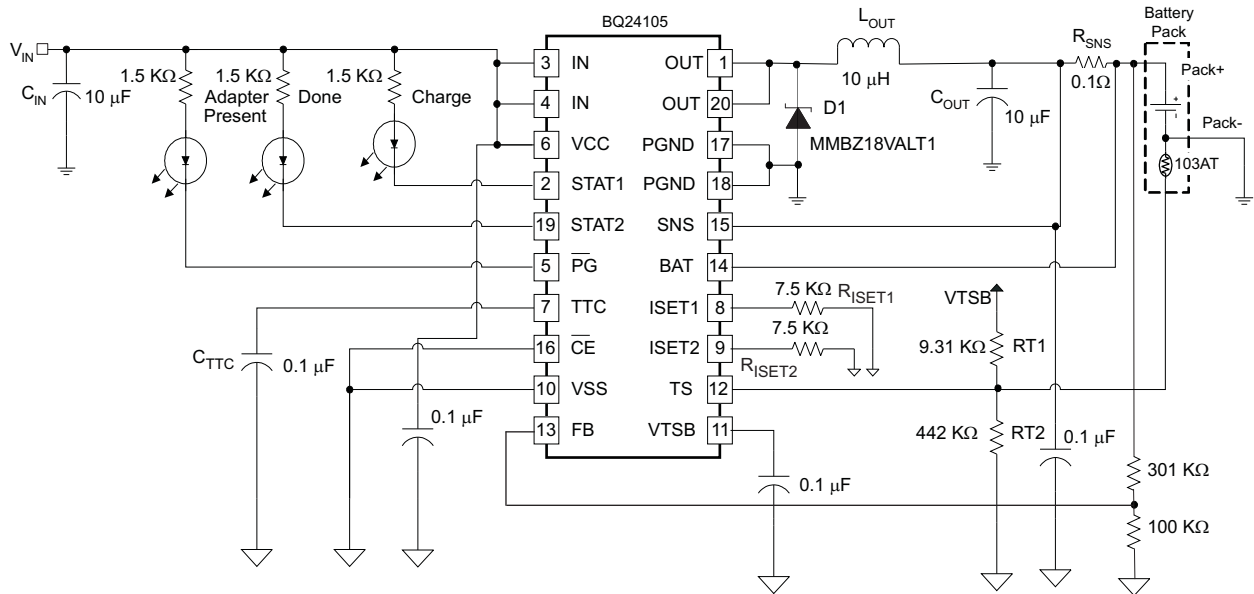 BQ24105
V_IN
C_IN
10 μF
1.5 KΩ
Adapter
Present
1.5 KΩ
Done
1.5 KΩ
Charge
3 IN
4 IN
6 VCC
2 STAT1
19 STAT2
5 P̅G̅
7 TTC
16 C̅E̅
10 VSS
13 FB
OUT 1
OUT 20
PGND 17
PGND 18
SNS 15
BAT 14
ISET1 8
ISET2 9
TS 12
VTSB 11
C_TTC
0.1 μF
0.1 μF
L_OUT
10 μH
D1
MMBZ18VALT1
C_OUT
10 μF
R_SNS
0.1Ω
Battery
Pack
Pack+
+
-
Pack-
103AT
7.5 KΩ
R_ISET1
7.5 KΩ
R_ISET2
VTSB
9.31 KΩ
RT1
442 KΩ
RT2
0.1 μF
0.1 μF
301 KΩ
100 KΩ